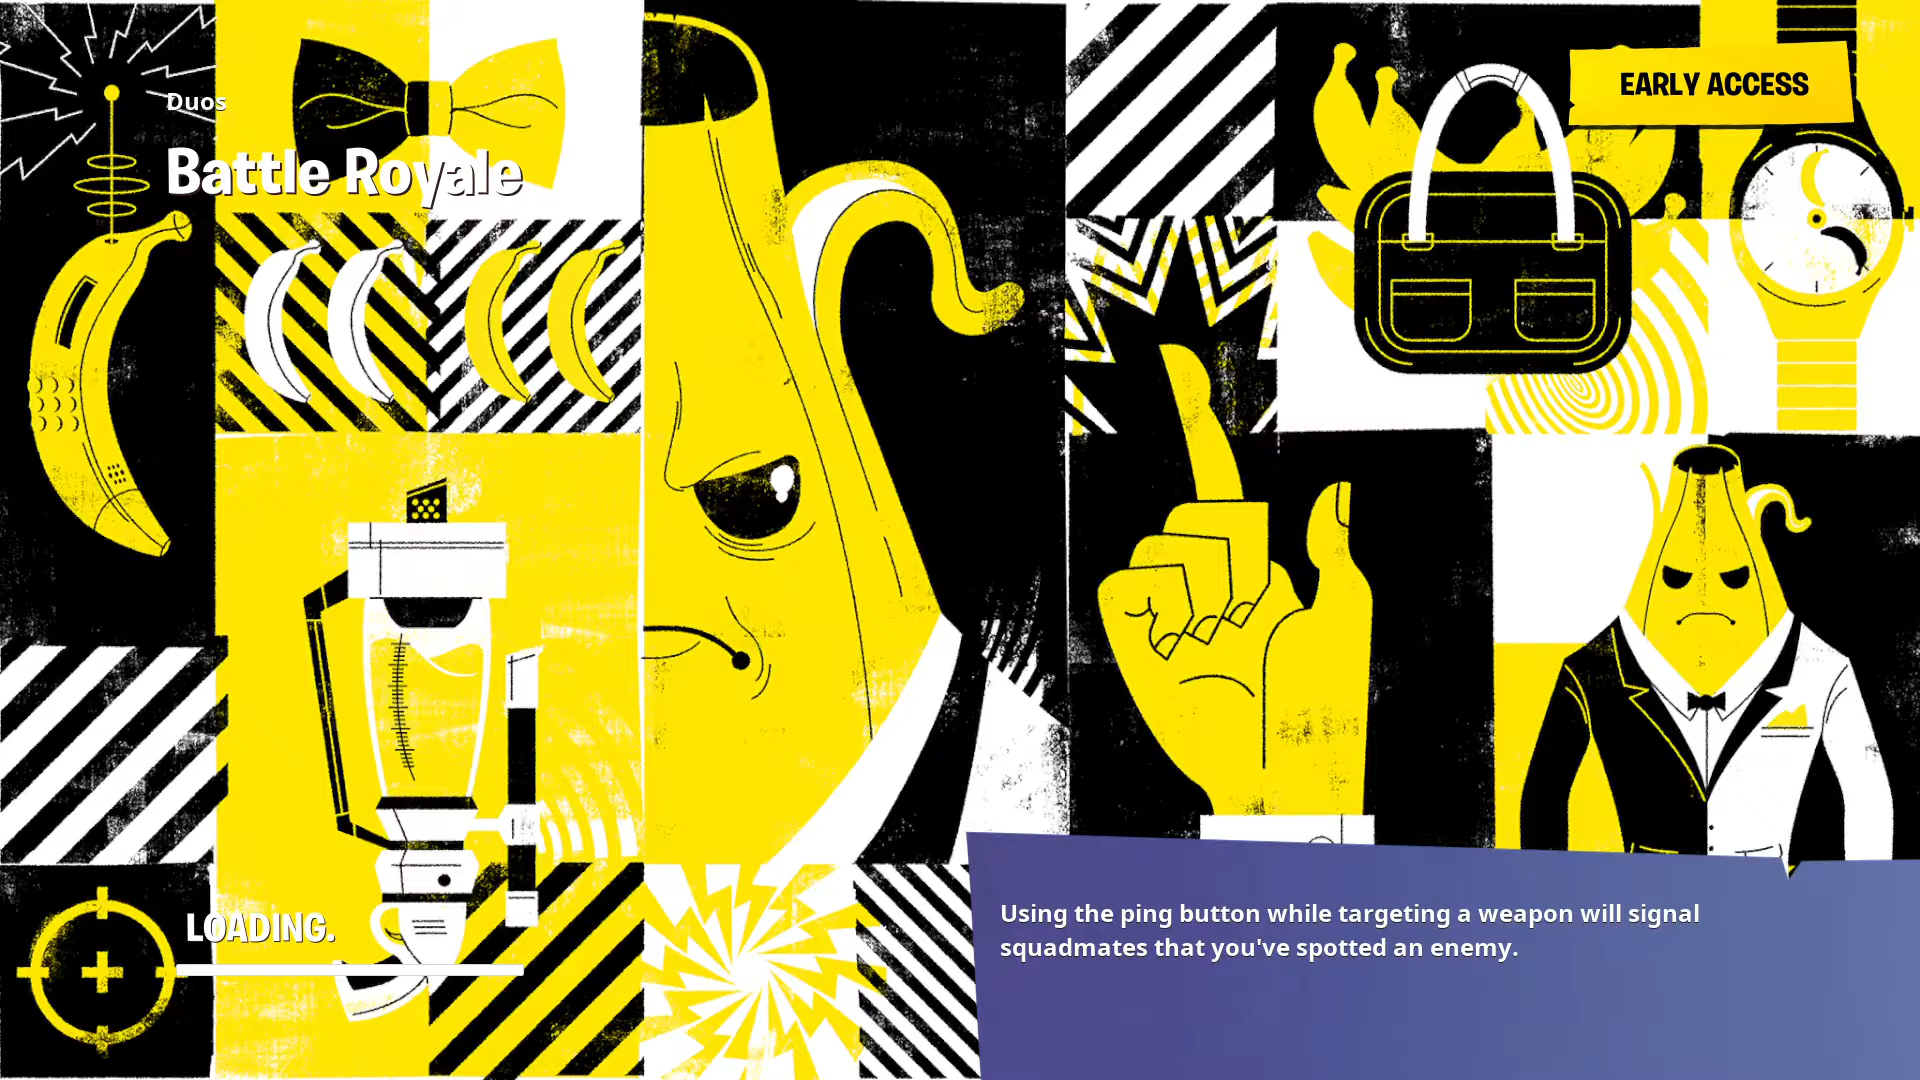 Duos
Battle Royale
EARLY ACCESS
LOADING.
Using the ping button while targeting a weapon will signal
squadmates that you've spotted an enemy.